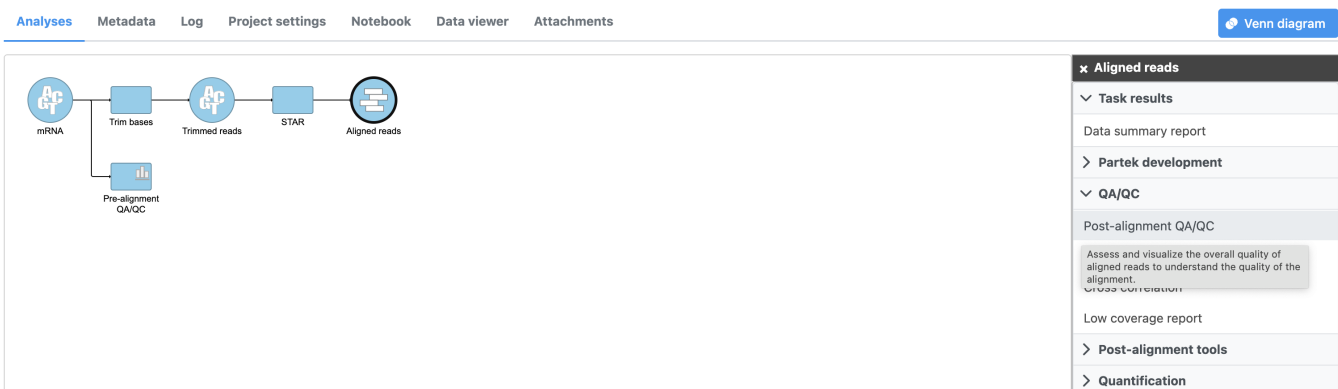 Analyses Metadata Log Project settings Notebook Data viewer Attachments
Venn diagram
mRNA
Trim bases
Trimmed reads
STAR
Aligned reads
Pre-alignment
QA/QC
Aligned reads
Task results
Data summary report
Partek development
QA/QC
Post-alignment QA/QC
Assess and visualize the overall quality of
aligned reads to understand the quality of the
alignment.
Cross correlation
Low coverage report
Post-alignment tools
Quantification